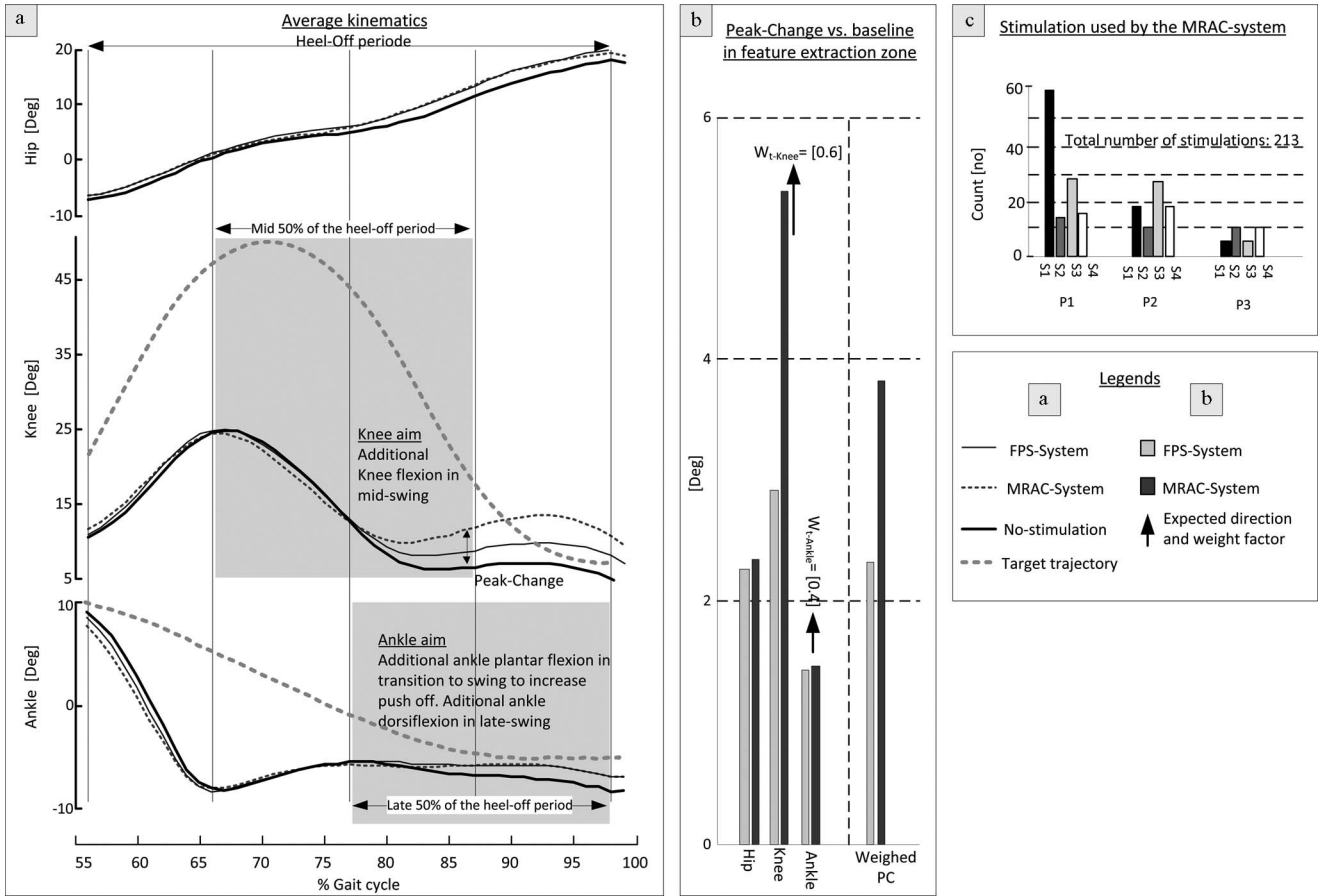 a
Average kinematics
Heel-Off periode
20
10
0
-10
Hip [Deg]
Mid 50% of the heel-off period
45
35
25
15
5
Knee [Deg]
Knee aim
Additional
Knee flexion in
mid-swing
Peak-Change
10
0
-10
Ankle [Deg]
Ankle aim
Additional ankle plantar flexion in
transition to swing to increase
push off. Aditional ankle
dorsiflexion in late-swing
Late 50% of the heel-off period
55 60 65 70 75 80 85 90 95 100
% Gait cycle
b
Peak-Change vs. baseline
in feature extraction zone
6
4
2
0
[Deg]
Wt-Knee= [0.6]
Wt-Ankle= [0.4]
Hip
Knee
Ankle
Weighed
PC
c
Stimulation used by the MRAC-system
60
40
20
0
Count [no]
Total number of stimulations: 213
S1 S2 S3 S4 S1 S2 S3 S4 S1 S2 S3 S4
P1 P2 P3
Legends
a b
FPS-System
MRAC-System
No-stimulation
Target trajectory
FPS-System
MRAC-System
Expected direction
and weight factor